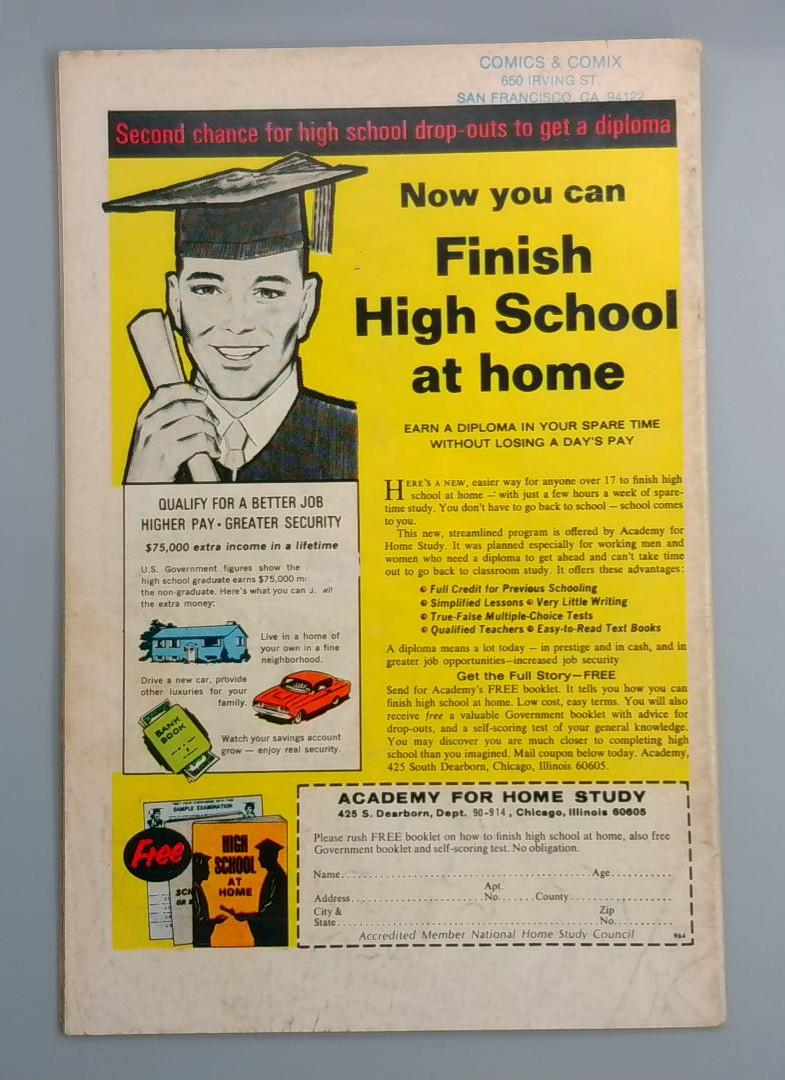 COMICS & COMIX
650 IRVING ST.
SAN FRANCISCO, CA 94122
Second chance for high school drop-outs to get a diploma
Now you can
Finish
High School
at home
EARN A DIPLOMA IN YOUR SPARE TIME
WITHOUT LOSING A DAY'S PAY
HERE'S A NEW, easier way for anyone over 17 to finish high
school at home — with just a few hours a week of spare-
time study. You don't have to go back to school — school comes
to you.
This new, streamlined program is offered by Academy for
Home Study. It was planned especially for working men and
women who need a diploma to get ahead and can't take time
out to go back to classroom study. It offers these advantages:
• Full Credit for Previous Schooling
• Simplified Lessons • Very Little Writing
• True-False Multiple-Choice Tests
• Qualified Teachers • Easy-to-Read Text Books
A diploma means a lot today — in prestige and in cash, and in
greater job opportunities—increased job security
Get the Full Story—FREE
Send for Academy's FREE booklet. It tells you how you can
finish high school at home. Low cost, easy terms. You will also
receive free a valuable Government booklet with advice for
drop-outs, and a self-scoring test of your general knowledge.
You may discover you are much closer to completing high
school than you imagined. Mail coupon below today. Academy,
425 South Dearborn, Chicago, Illinois 60605.
QUALIFY FOR A BETTER JOB
HIGHER PAY • GREATER SECURITY
$75,000 extra income in a lifetime
U.S. Government figures show the
high school graduate earns $75,000
the non-graduate. Here's what you can
the extra money:
Live in a home of
your own in a fine
neighborhood.
Drive a new car, provide
other luxuries for your
family.
BANK
BOOK
Watch your savings account
grow — enjoy real security.
SAMPLE EXAMINATION
Free
HIGH
SCHOOL
AT
HOME
ACADEMY FOR HOME STUDY
425 S. Dearborn, Dept. 90-914, Chicago, Illinois 60605
Please rush FREE booklet on how to finish high school at home, also free
Government booklet and self-scoring test. No obligation.
Name.......................................................Age...........
Apt.
Address...........................No.......County.....................
City & Zip
State.......................................................No.............
Accredited Member National Home Study Council 964